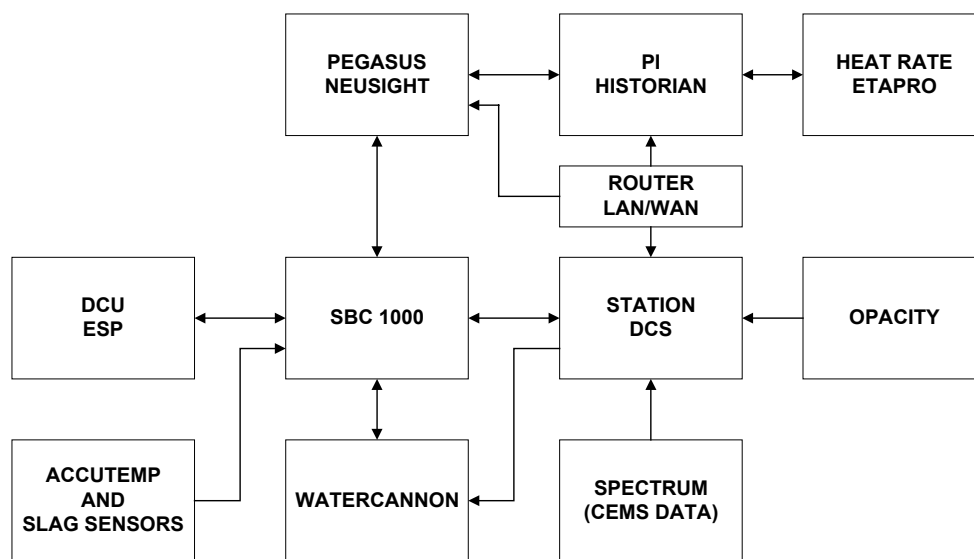 PEGASUS
NEUSIGHT
PI
HISTORIAN
HEAT RATE
ETAPRO
ROUTER
LAN/WAN
DCU
ESP
SBC 1000
STATION
DCS
OPACITY
ACCUTEMP
AND
SLAG SENSORS
WATERCANNON
SPECTRUM
(CEMS DATA)